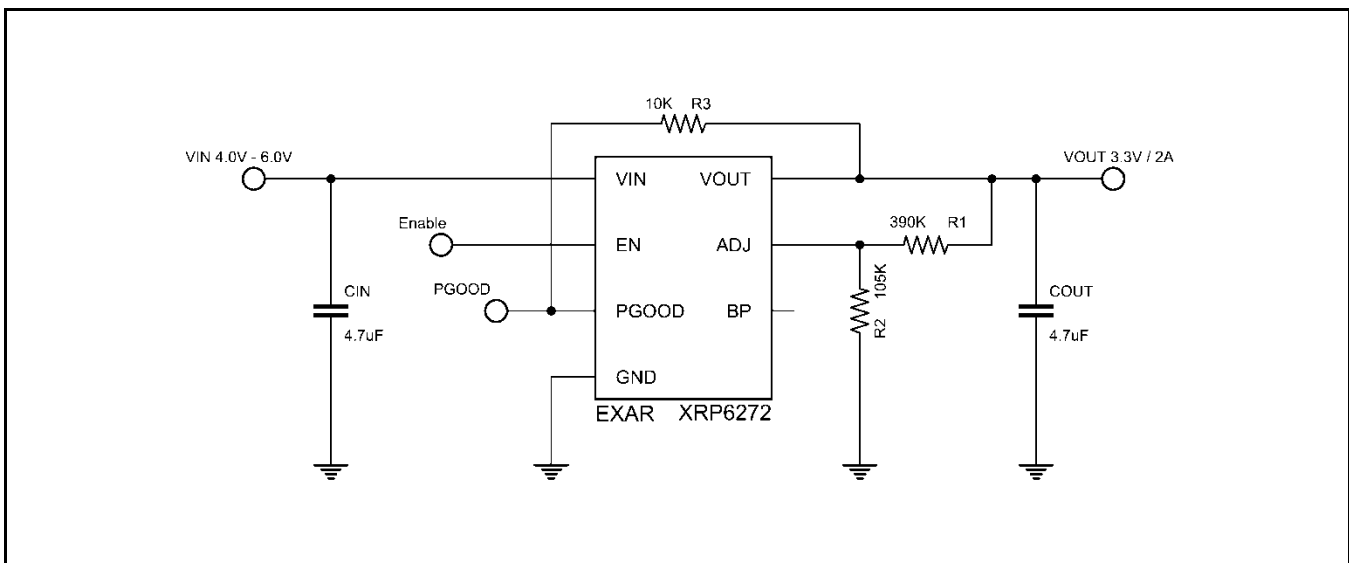 10K R3
VIN 4.0V - 6.0V
VOUT 3.3V / 2A
VIN
VOUT
Enable
EN
ADJ
390K R1
PGOOD
PGOOD
BP
R2 105K
CIN
4.7uF
COUT
4.7uF
GND
EXAR XRP6272